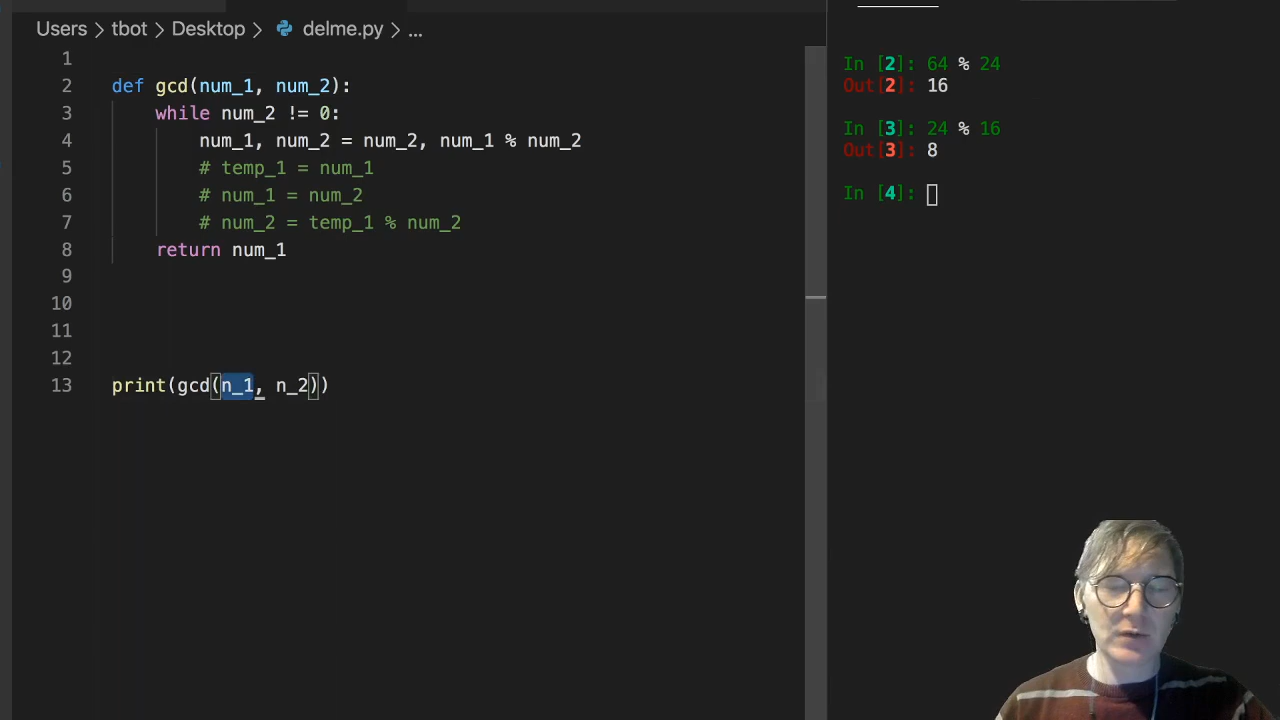 Users > tbot > Desktop > delme.py > ...
1
2 def gcd(num_1, num_2):
3 while num_2 != 0:
4 num_1, num_2 = num_2, num_1 % num_2
5 # temp_1 = num_1
6 # num_1 = num_2
7 # num_2 = temp_1 % num_2
8 return num_1
9
10
11
12
13 print(gcd(n_1, n_2))
In [2]: 64 % 24
Out[2]: 16
In [3]: 24 % 16
Out[3]: 8
In [4]: